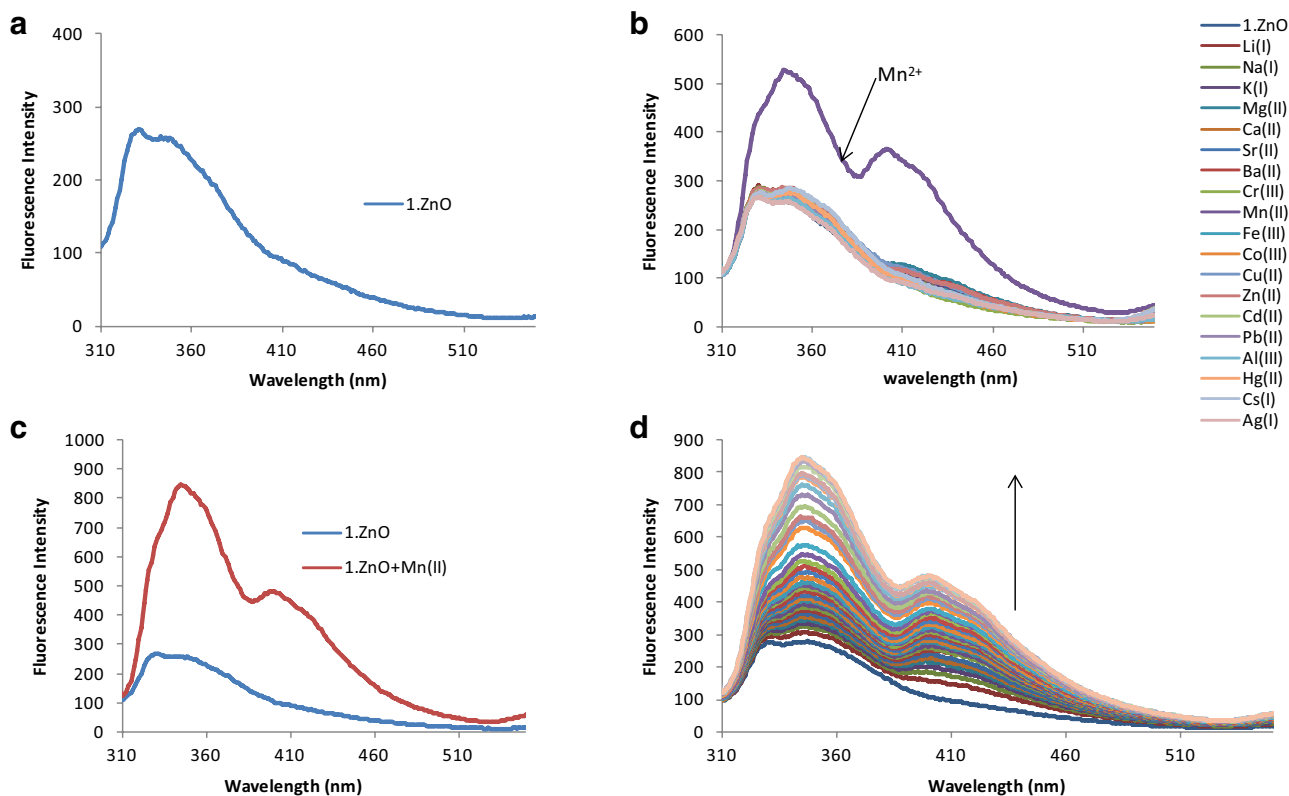 a
400
300
200
100
0
310 360 410 460 510
Fluorescence Intensity
Wavelength (nm)
1.ZnO
b
600
500
400
300
200
100
0
310 360 410 460 510
Fluorescence Intensity
wavelength (nm)
Mn2+
1.ZnO
Li(I)
Na(I)
K(I)
Mg(II)
Ca(II)
Sr(II)
Ba(II)
Cr(III)
Mn(II)
Fe(III)
Co(III)
Cu(II)
Zn(II)
Cd(II)
Pb(II)
Al(III)
Hg(II)
Cs(I)
Ag(I)
c
1000
900
800
700
600
500
400
300
200
100
0
310 360 410 460 510
Fluorescence Intensity
Wavelength (nm)
1.ZnO
1.ZnO+Mn(II)
d
900
800
700
600
500
400
300
200
100
0
310 360 410 460 510
Fluorescence Intensity
Wavelength (nm)